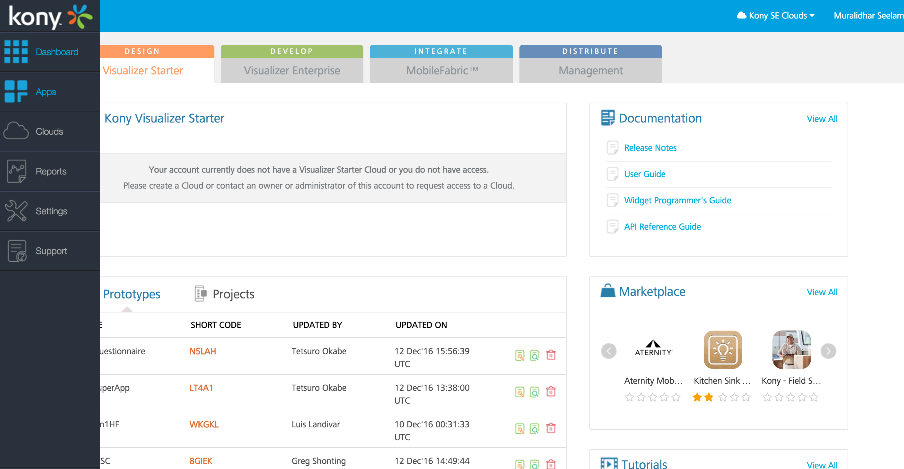 kony
Kony SE Clouds
Muralidhar Seelam
Dashboard
Apps
Clouds
Reports
Settings
Support
DESIGN
Visualizer Starter
DEVELOP
Visualizer Enterprise
INTEGRATE
MobileFabric™
DISTRIBUTE
Management
Kony Visualizer Starter
Your account currently does not have a Visualizer Starter Cloud or you do not have access.
Please create a Cloud or contact an owner or administrator of this account to request access to a Cloud.
Documentation
View All
Release Notes
User Guide
Widget Programmer's Guide
API Reference Guide
Prototypes
Projects
E SHORT CODE UPDATED BY UPDATED ON
uestionnaire N5LAH Tetsuro Okabe 12 Dec'16 15:56:39
UTC
uperApp LT4A1 Tetsuro Okabe 12 Dec'16 13:38:00
UTC
n1HF WKGKL Luis Landivar 10 Dec'16 00:31:33
UTC
SC 8GIEK Greg Shonting 12 Dec'16 14:49:44
Marketplace
View All
ATERNITY
Aternity Mob...
Kitchen Sink ...
Kony - Field S...
Tutorials
View All